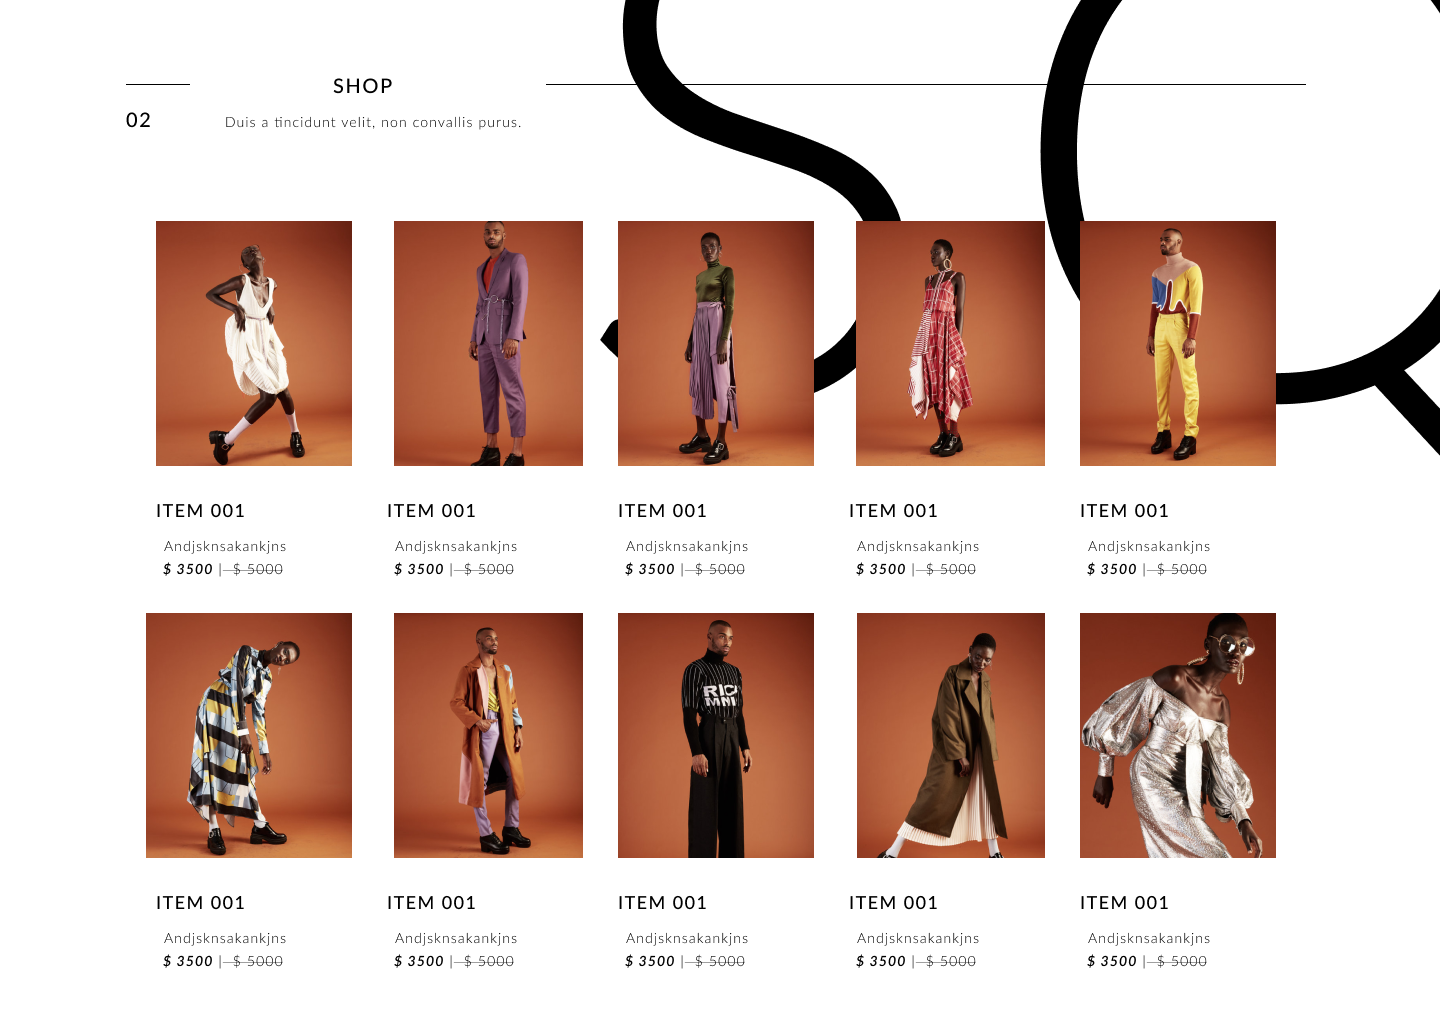 SHOP
02
Duis a tincidunt velit, non convallis purus.
ITEM 001 ITEM 001 ITEM 001 ITEM 001 ITEM 001
Andjsknsakankjns Andjsknsakankjns Andjsknsakankjns Andjsknsakankjns Andjsknsakankjns
$ 3500 | $ 5000 $ 3500 | $ 5000 $ 3500 | $ 5000 $ 3500 | $ 5000 $ 3500 | $ 5000
ITEM 001 ITEM 001 ITEM 001 ITEM 001 ITEM 001
Andjsknsakankjns Andjsknsakankjns Andjsknsakankjns Andjsknsakankjns Andjsknsakankjns
$ 3500 | $ 5000 $ 3500 | $ 5000 $ 3500 | $ 5000 $ 3500 | $ 5000 $ 3500 | $ 5000